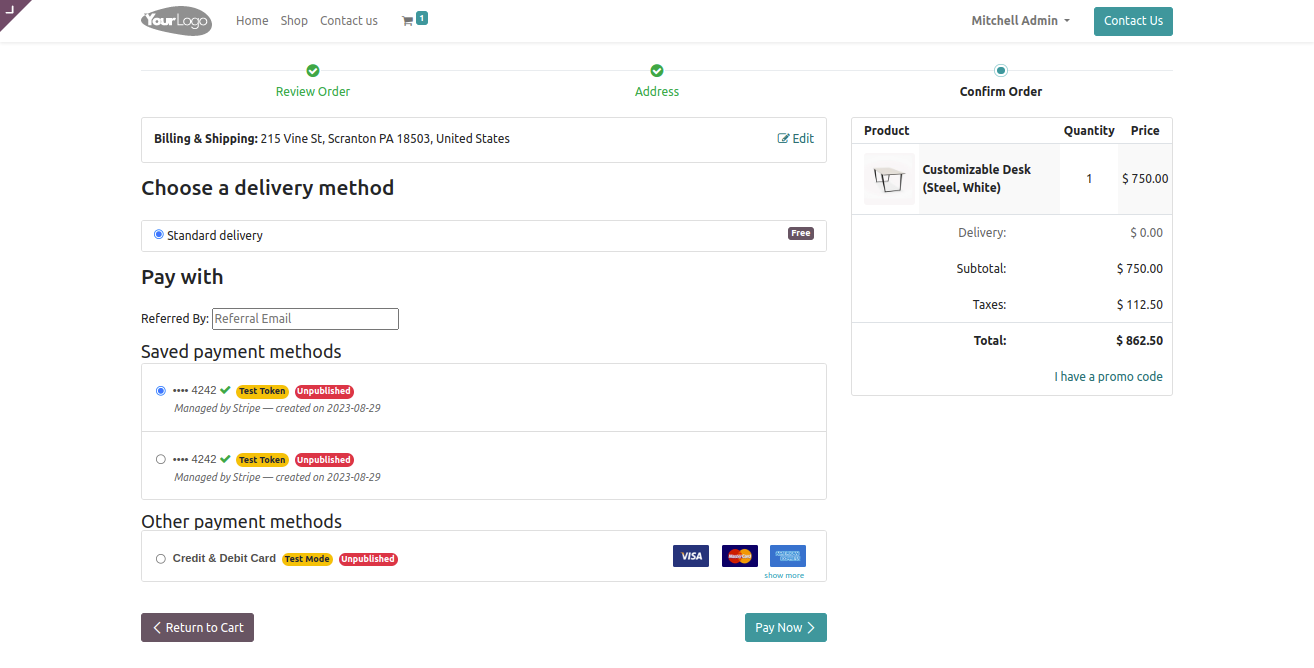 YourLogo Home Shop Contact us 1 Mitchell Admin Contact Us
Review Order Address Confirm Order
Billing & Shipping: 215 Vine St, Scranton PA 18503, United States Edit
Choose a delivery method
Standard delivery Free
Pay with
Referred By: Referral Email
Saved payment methods
•••• 4242 Test Token Unpublished
Managed by Stripe — created on 2023-08-29
•••• 4242 Test Token Unpublished
Managed by Stripe — created on 2023-08-29
Other payment methods
Credit & Debit Card Test Mode Unpublished VISA MasterCard AMERICAN EXPRESS
show more
Return to Cart Pay Now
Product Quantity Price
Customizable Desk
(Steel, White) 1 $ 750.00
Delivery: $ 0.00
Subtotal: $ 750.00
Taxes: $ 112.50
Total: $ 862.50
I have a promo code